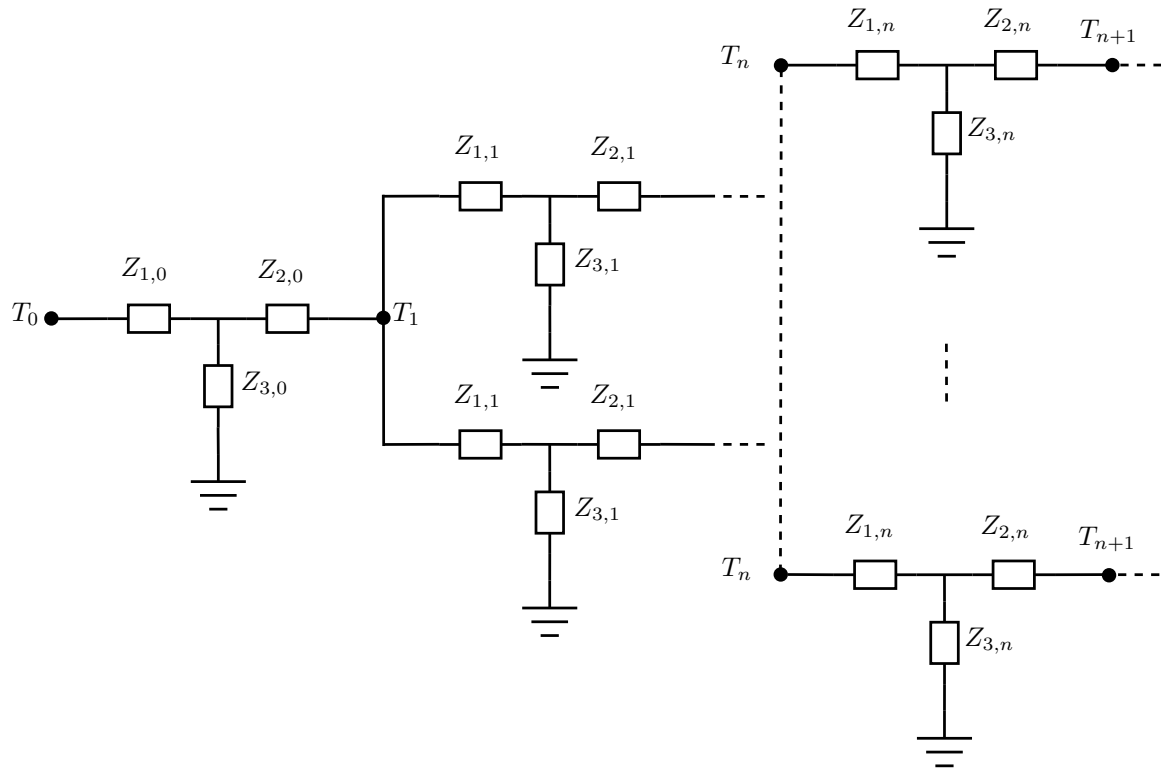 Z_{1,n} Z_{2,n} T_{n+1}
T_n
Z_{3,n}
Z_{1,1} Z_{2,1}
Z_{3,1}
Z_{1,0} Z_{2,0}
T_0 T_1
Z_{3,0}
Z_{1,1} Z_{2,1}
Z_{3,1}
Z_{1,n} Z_{2,n} T_{n+1}
T_n
Z_{3,n}